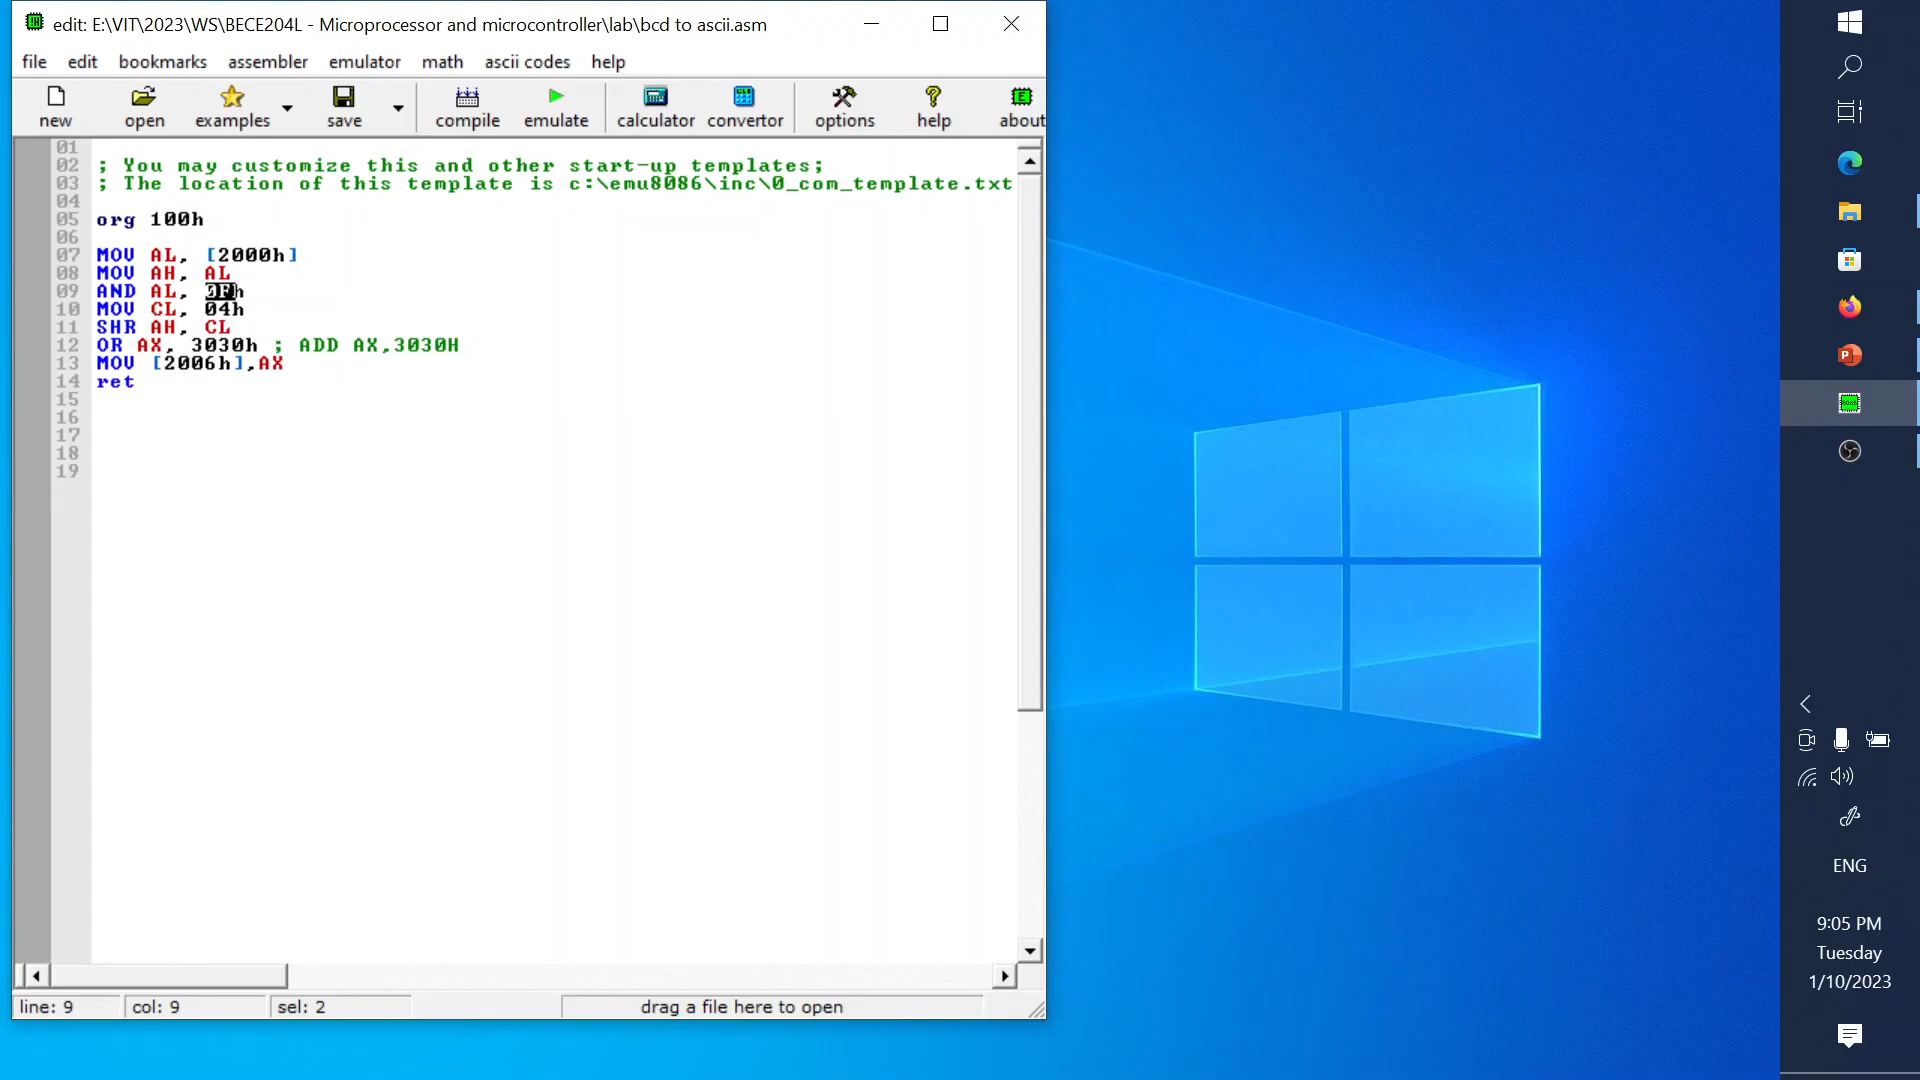 edit: E:\VIT\2023\WS\BECE204L - Microprocessor and microcontroller\lab\bcd to ascii.asm
file edit bookmarks assembler emulator math ascii codes help
new open examples save compile emulate calculator convertor options help about
01
02 ; You may customize this and other start-up templates;
03 ; The location of this template is c:\emu8086\inc\0_com_template.txt
04
05 org 100h
06
07 MOV AL, [2000h]
08 MOV AH, AL
09 AND AL, 0Fh
10 MOV CL, 04h
11 SHR AH, CL
12 OR AX, 3030h ; ADD AX,3030H
13 MOV [2006h],AX
14 ret
15
16
17
18
19
line: 9 col: 9 sel: 2 drag a file here to open
ENG
9:05 PM
Tuesday
1/10/2023